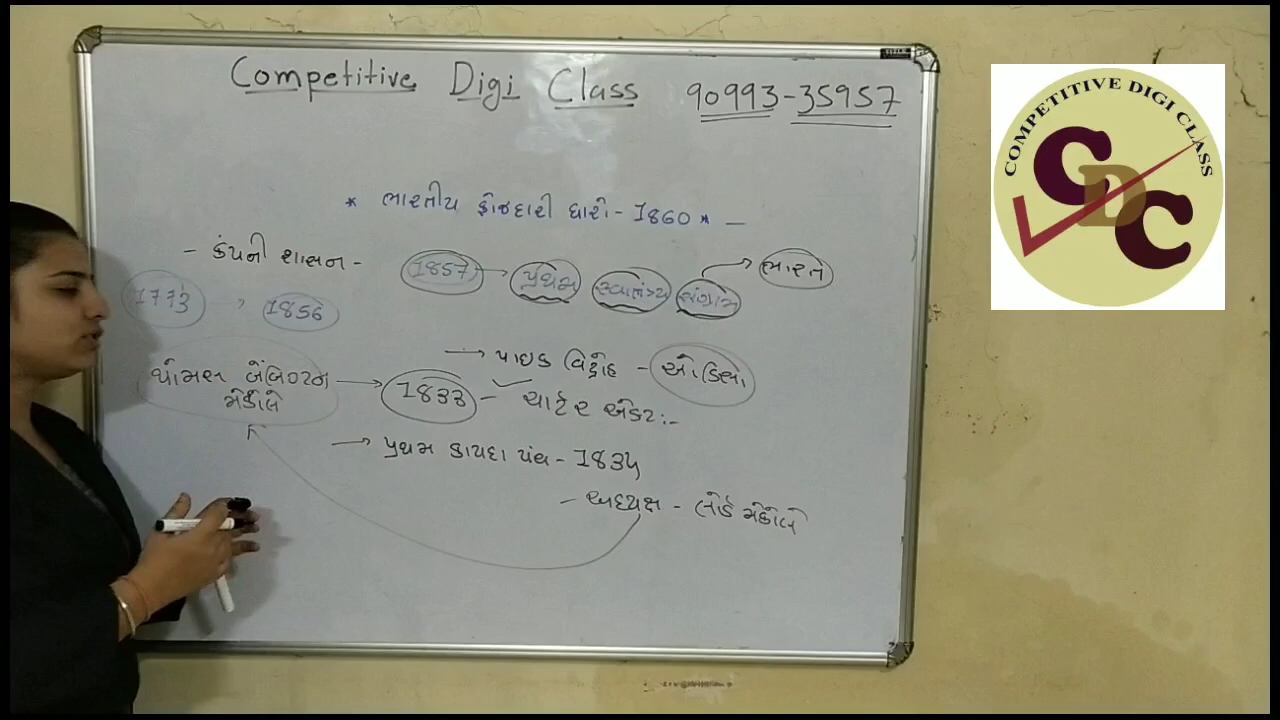 Competitive Digi Class 90993-35957
COMPETITIVE DIGI CLASS
CDC
* ભારતીય ફોજદારી ધારો - 1860 * -
- કંપની શાસન -
1857 → પ્રથમ સ્વાતંત્ર્ય સંગ્રામ → ભારત
1773 → 1856
→ પાઇક વિદ્રોહ - ઓડિસા
થોમસ બેબિંગ્ટન મેકોલે → 1833 - ચાર્ટર એક્ટ :-
→ પ્રથમ કાયદા પંચ - 1834
- અધ્યક્ષ - લોર્ડ મેકોલે